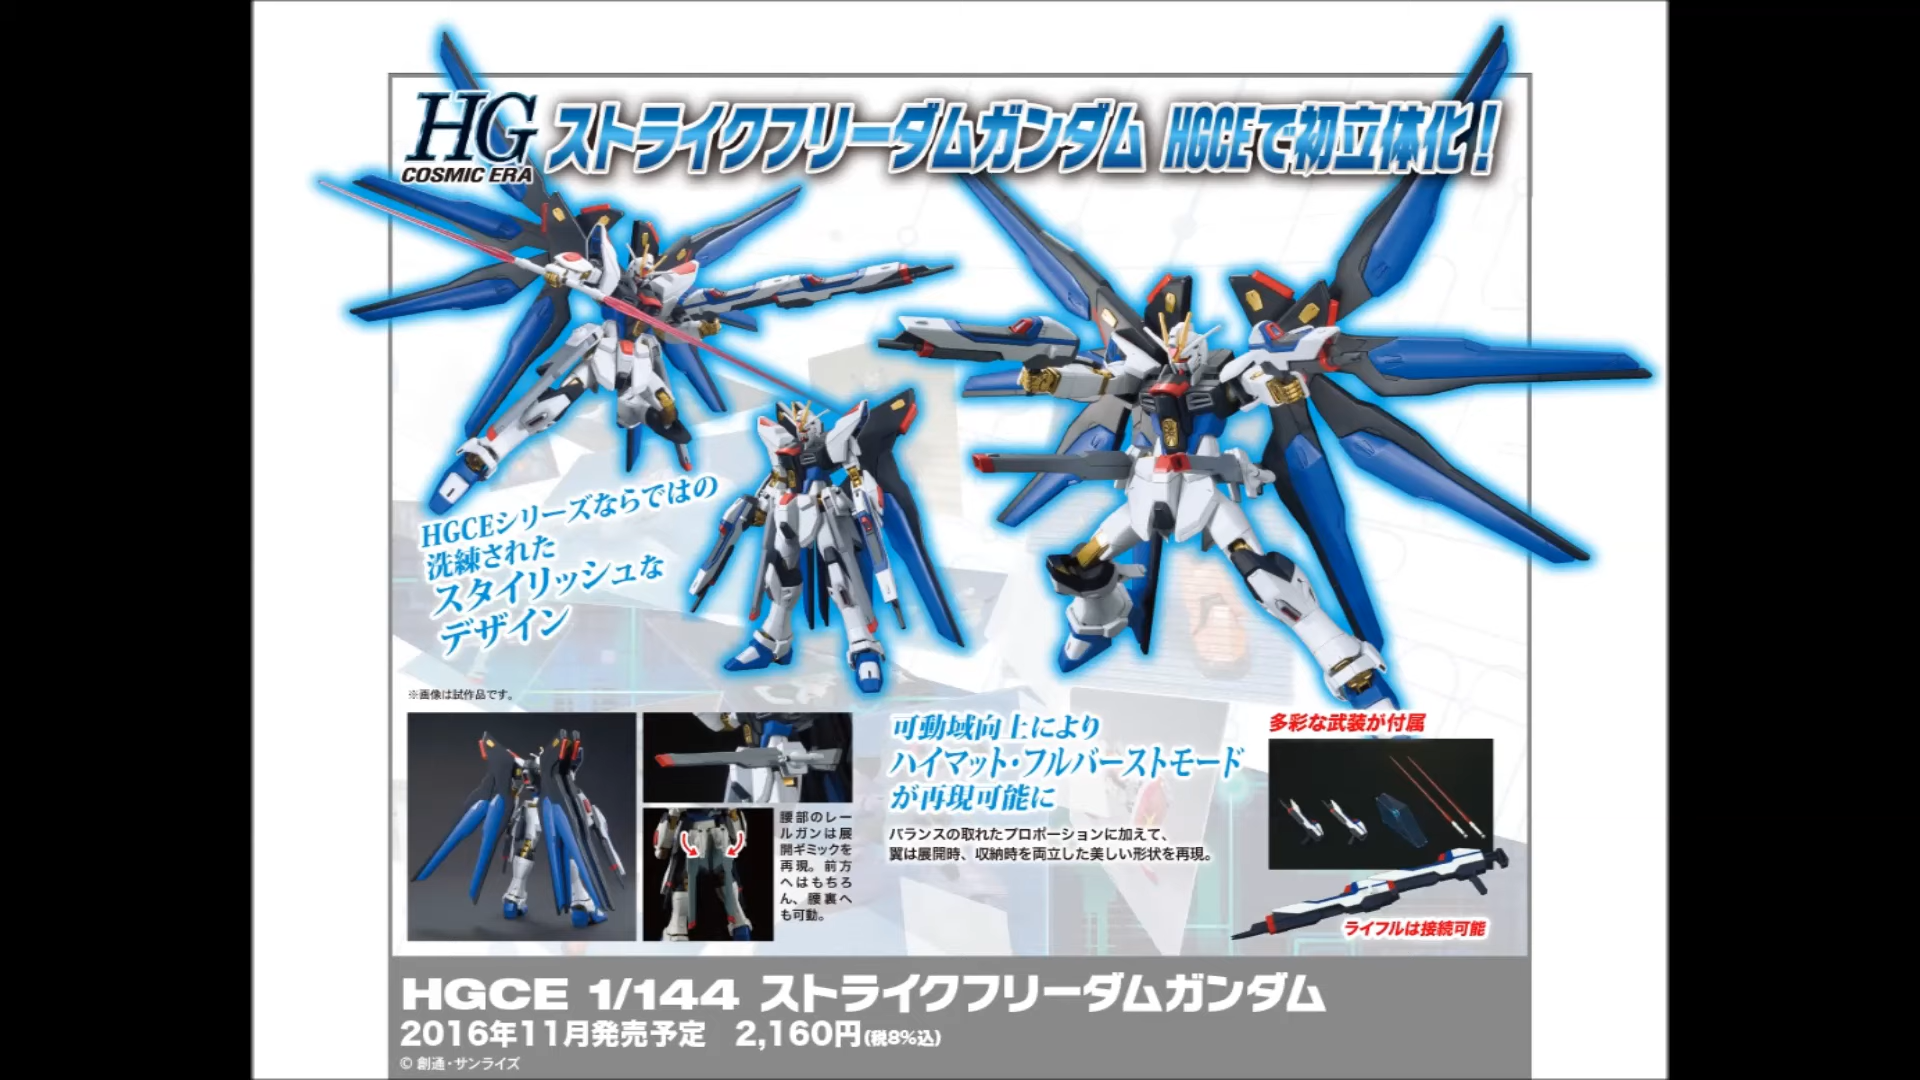 HG
COSMIC ERA
ストライクフリーダムガンダム HGCEで初立体化!
HGCEシリーズならではの
洗練された
スタイリッシュな
デザイン
※画像は試作品です。
腰部のレー
ルガンは展
開ギミックを
再現。前方
へはもちろ
ん、腰裏へ
も可動。
可動域向上により
ハイマット・フルバーストモード
が再現可能に
バランスの取れたプロポーションに加えて、
翼は展開時、収納時を両立した美しい形状を再現。
多彩な武装が付属
ライフルは接続可能
HGCE 1/144 ストライクフリーダムガンダム
2016年11月発売予定 2,160円(税8%込)
© 創通・サンライズ